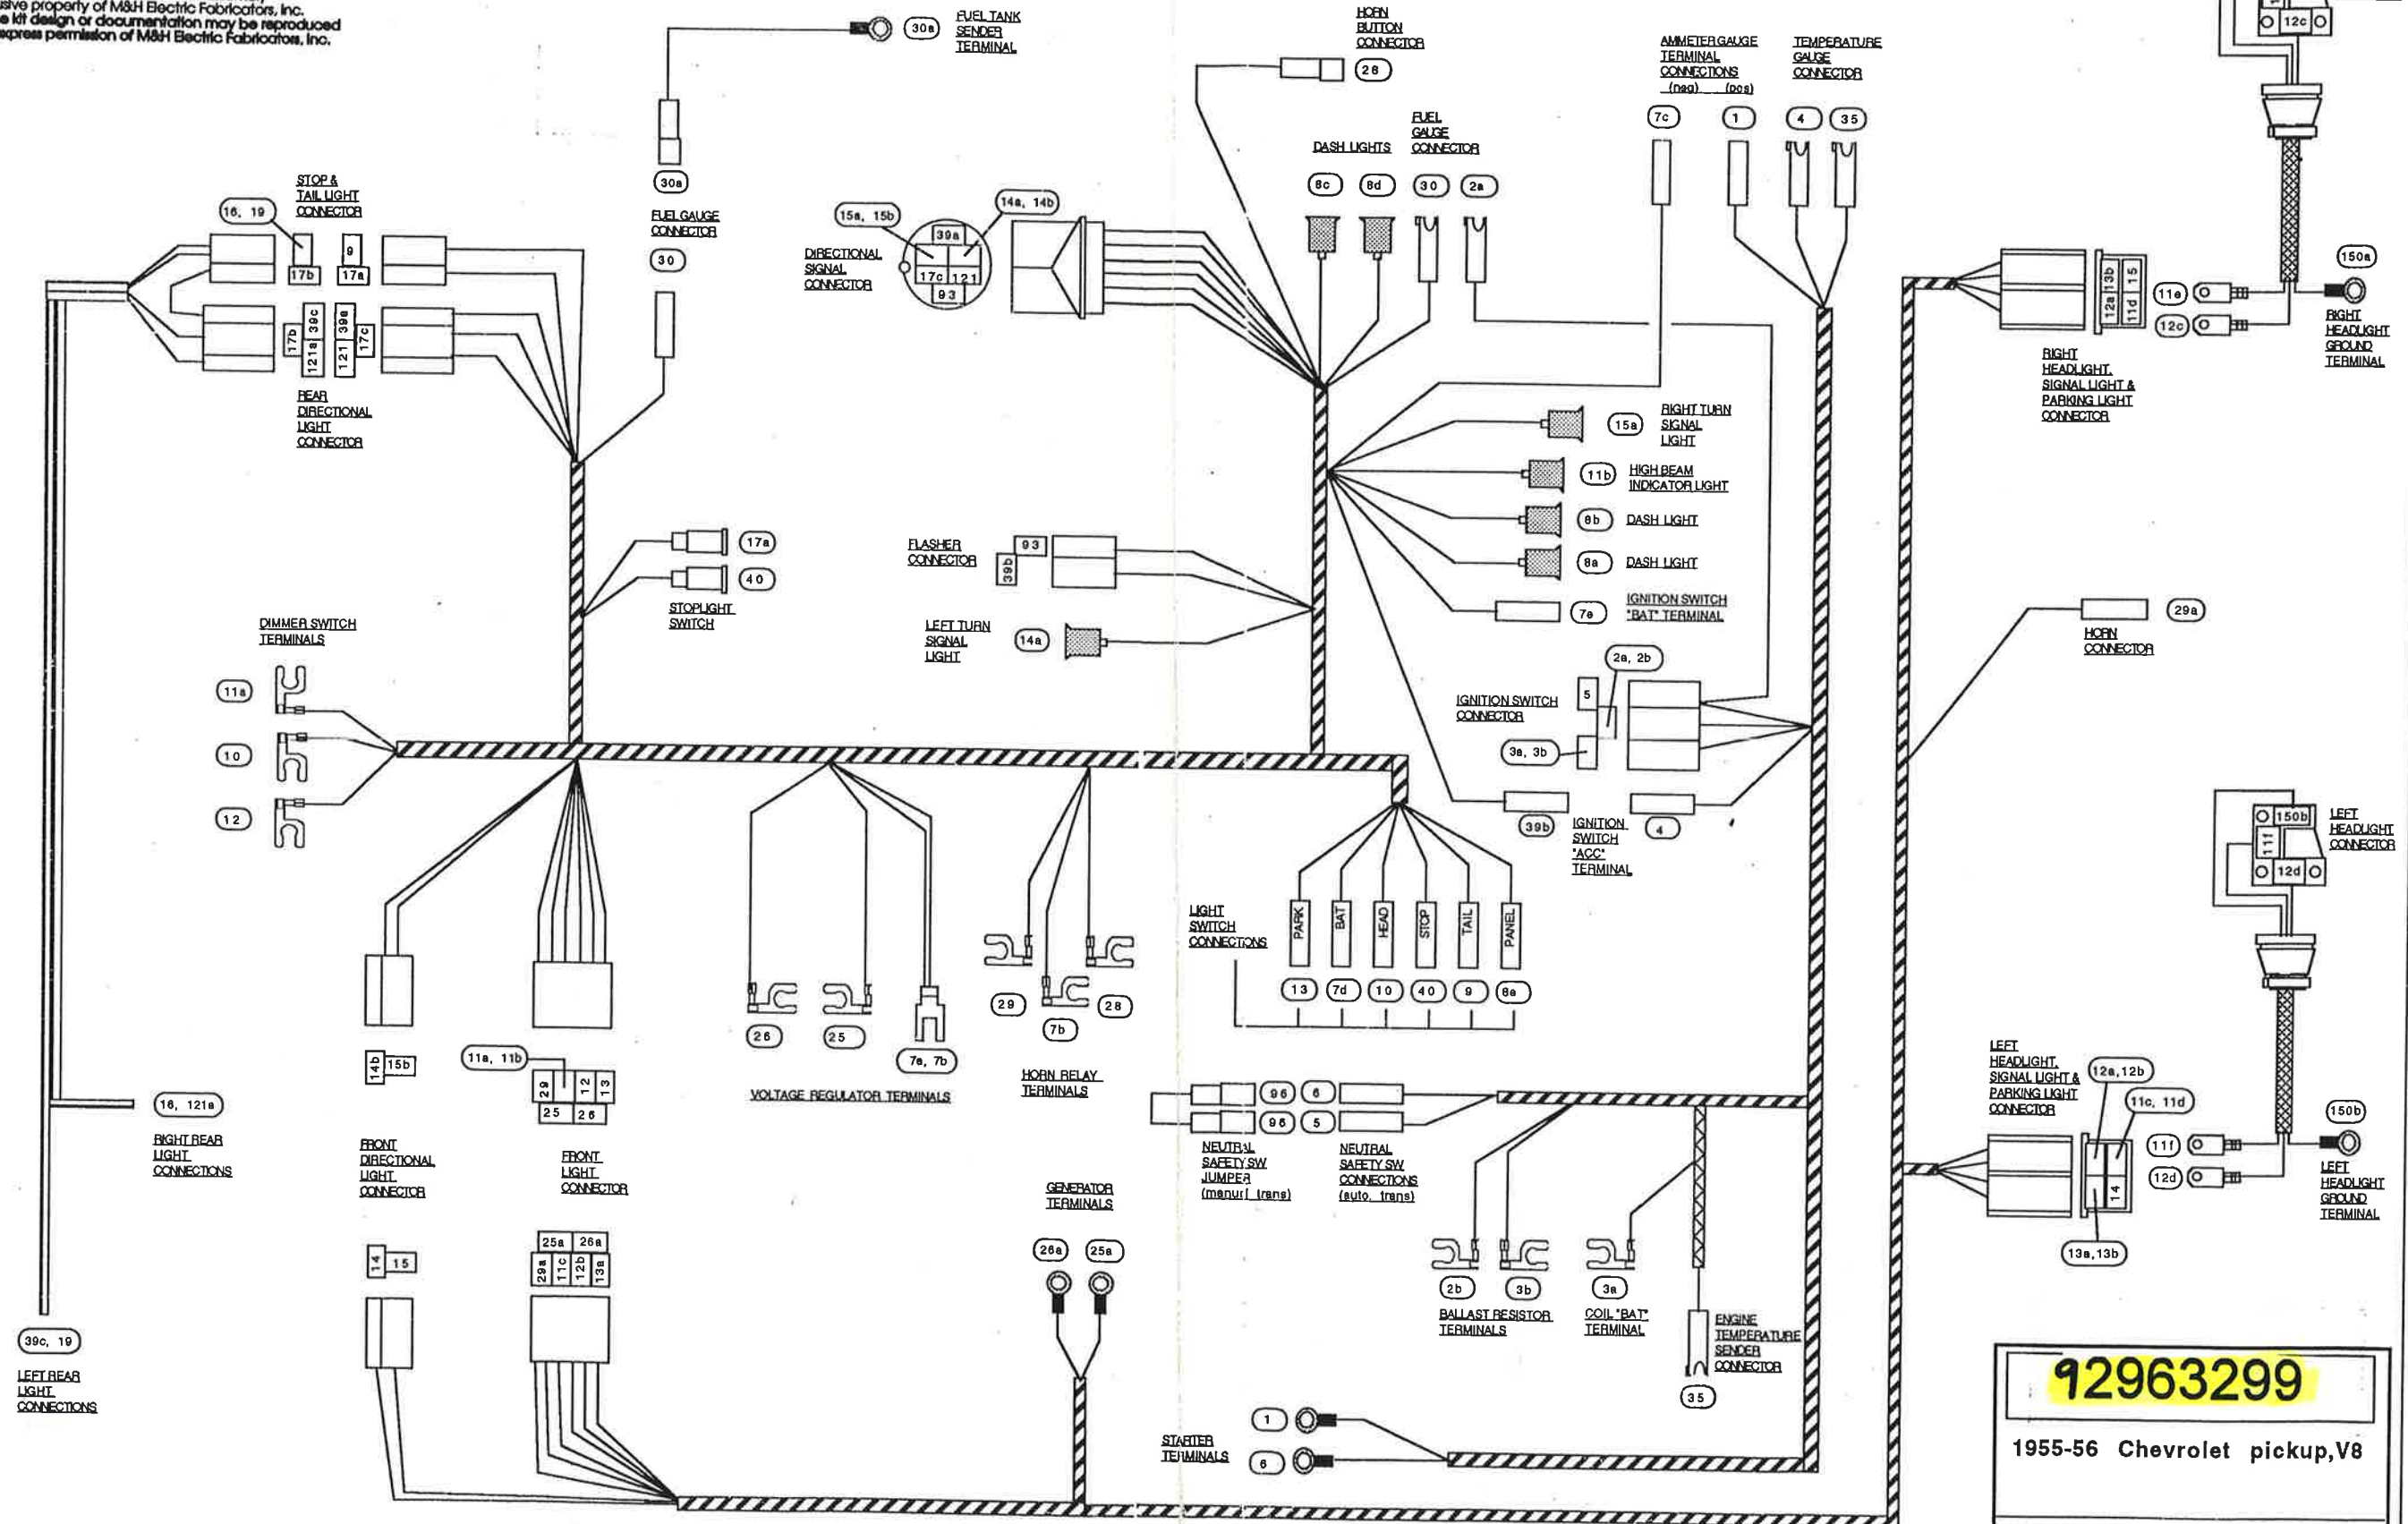 sive property of M&H Electric Fabricators, Inc.
e kit design or documentation may be reproduced
xpress permission of M&H Electric Fabricators, Inc.
30a
FUEL TANK
SENDER
TERMINAL
HORN
BUTTON
CONNECTOR
28
AMMETER GAUGE
TERMINAL
CONNECTIONS
(neg) (pos)
TEMPERATURE
GAUGE
CONNECTOR
7c
1
4
35
12c
30a
FUEL GAUGE
CONNECTOR
30
STOP &
TAIL LIGHT
CONNECTOR
16, 19
9
17b
17a
17b
39c
121a
39a
121
17c
REAR
DIRECTIONAL
LIGHT
CONNECTOR
DASH LIGHTS
FUEL
GAUGE
CONNECTOR
8c
8d
30
2a
15a, 15b
14a, 14b
DIRECTIONAL
SIGNAL
CONNECTOR
39a
17c
121
93
150a
13b
15
12a
11d
11e
12c
RIGHT
HEADLIGHT
GROUND
TERMINAL
RIGHT
HEADLIGHT,
SIGNAL LIGHT &
PARKING LIGHT
CONNECTOR
15a
RIGHT TURN
SIGNAL
LIGHT
11b
HIGH BEAM
INDICATOR LIGHT
8b
DASH LIGHT
8a
DASH LIGHT
7e
IGNITION SWITCH
"BAT" TERMINAL
17a
40
STOPLIGHT
SWITCH
FLASHER
CONNECTOR
93
39b
LEFT TURN
SIGNAL
LIGHT
14a
29a
HORN
CONNECTOR
DIMMER SWITCH
TERMINALS
11a
10
12
IGNITION SWITCH
CONNECTOR
2a, 2b
5
3a, 3b
39b
IGNITION
SWITCH
"ACC"
TERMINAL
4
150b
11f
12d
LEFT
HEADLIGHT
CONNECTOR
LIGHT
SWITCH
CONNECTIONS
PARK
BAT
HEAD
STOP
TAIL
PANEL
13
7d
10
40
9
8e
26
25
7a, 7b
VOLTAGE REGULATOR TERMINALS
29
7b
28
HORN RELAY
TERMINALS
14b
15b
11a, 11b
29
12
13
25
26
FRONT
DIRECTIONAL
LIGHT
CONNECTOR
FRONT
LIGHT
CONNECTOR
16, 121a
RIGHT REAR
LIGHT
CONNECTIONS
96
6
96
5
NEUTRAL
SAFETY SW
JUMPER
(manual trans)
NEUTRAL
SAFETY SW
CONNECTIONS
(auto. trans)
LEFT
HEADLIGHT,
SIGNAL LIGHT &
PARKING LIGHT
CONNECTOR
12a,12b
11c, 11d
14
13a,13b
11f
12d
150b
LEFT
HEADLIGHT
GROUND
TERMINAL
GENERATOR
TERMINALS
26a
25a
14
15
25a
26a
29a
11c
12b
13a
2b
3b
BALLAST RESISTOR
TERMINALS
3a
COIL "BAT"
TERMINAL
ENGINE
TEMPERATURE
SENDER
CONNECTOR
35
39c, 19
LEFT REAR
LIGHT
CONNECTIONS
STARTER
TERMINALS
1
6
92963299
1955-56 Chevrolet pickup,V8